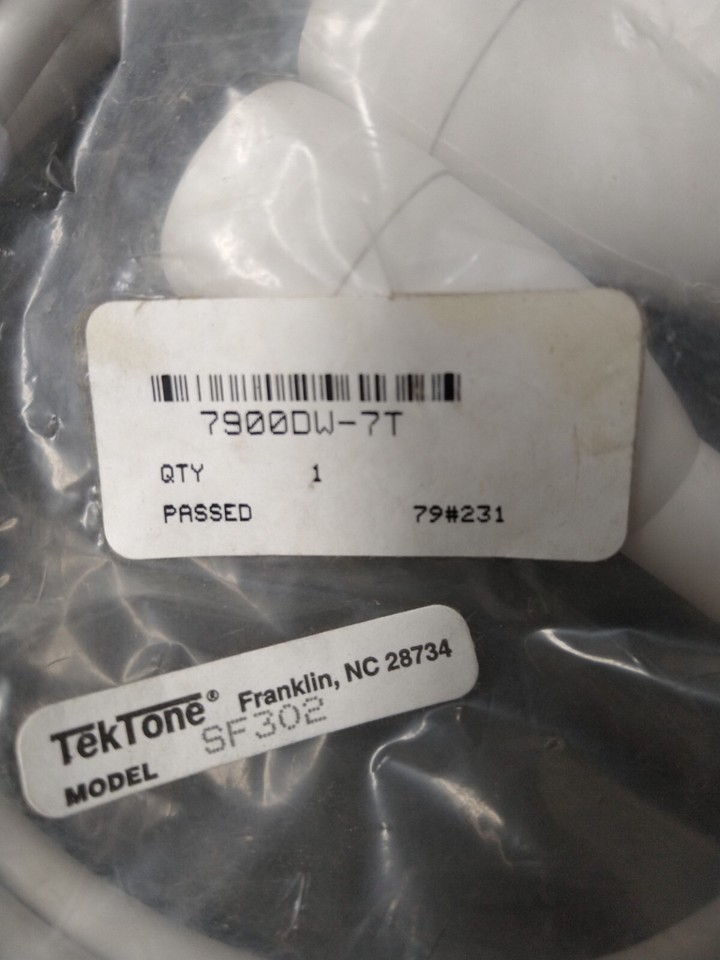 7900DW-7T
QTY 1
PASSED 79#231
TekTone® Franklin, NC 28734
MODEL SF302